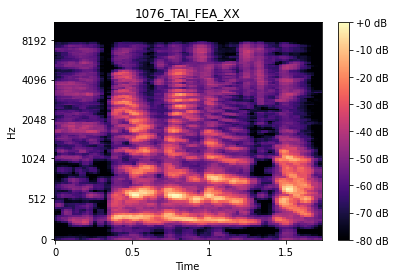 1076_TAI_FEA_XX
Hz
8192
4096
2048
1024
512
0
0
0.5
1
1.5
Time
+0 dB
-10 dB
-20 dB
-30 dB
-40 dB
-50 dB
-60 dB
-70 dB
-80 dB